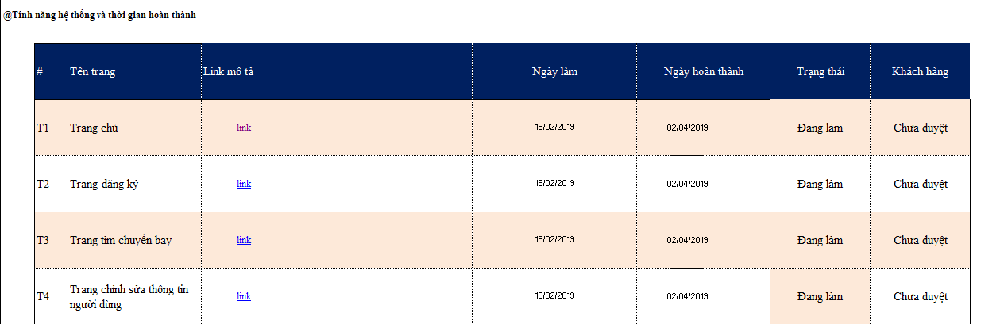 @Tính năng hệ thống và thời gian hoàn thành
# Tên trang Link mô tả Ngày làm Ngày hoàn thành Trạng thái Khách hàng
T1 Trang chủ link 18/02/2019 02/04/2019 Đang làm Chưa duyệt
T2 Trang đăng ký link 18/02/2019 02/04/2019 Đang làm Chưa duyệt
T3 Trang tìm chuyến bay link 18/02/2019 02/04/2019 Đang làm Chưa duyệt
T4 Trang chỉnh sửa thông tin
người dùng link 18/02/2019 02/04/2019 Đang làm Chưa duyệt